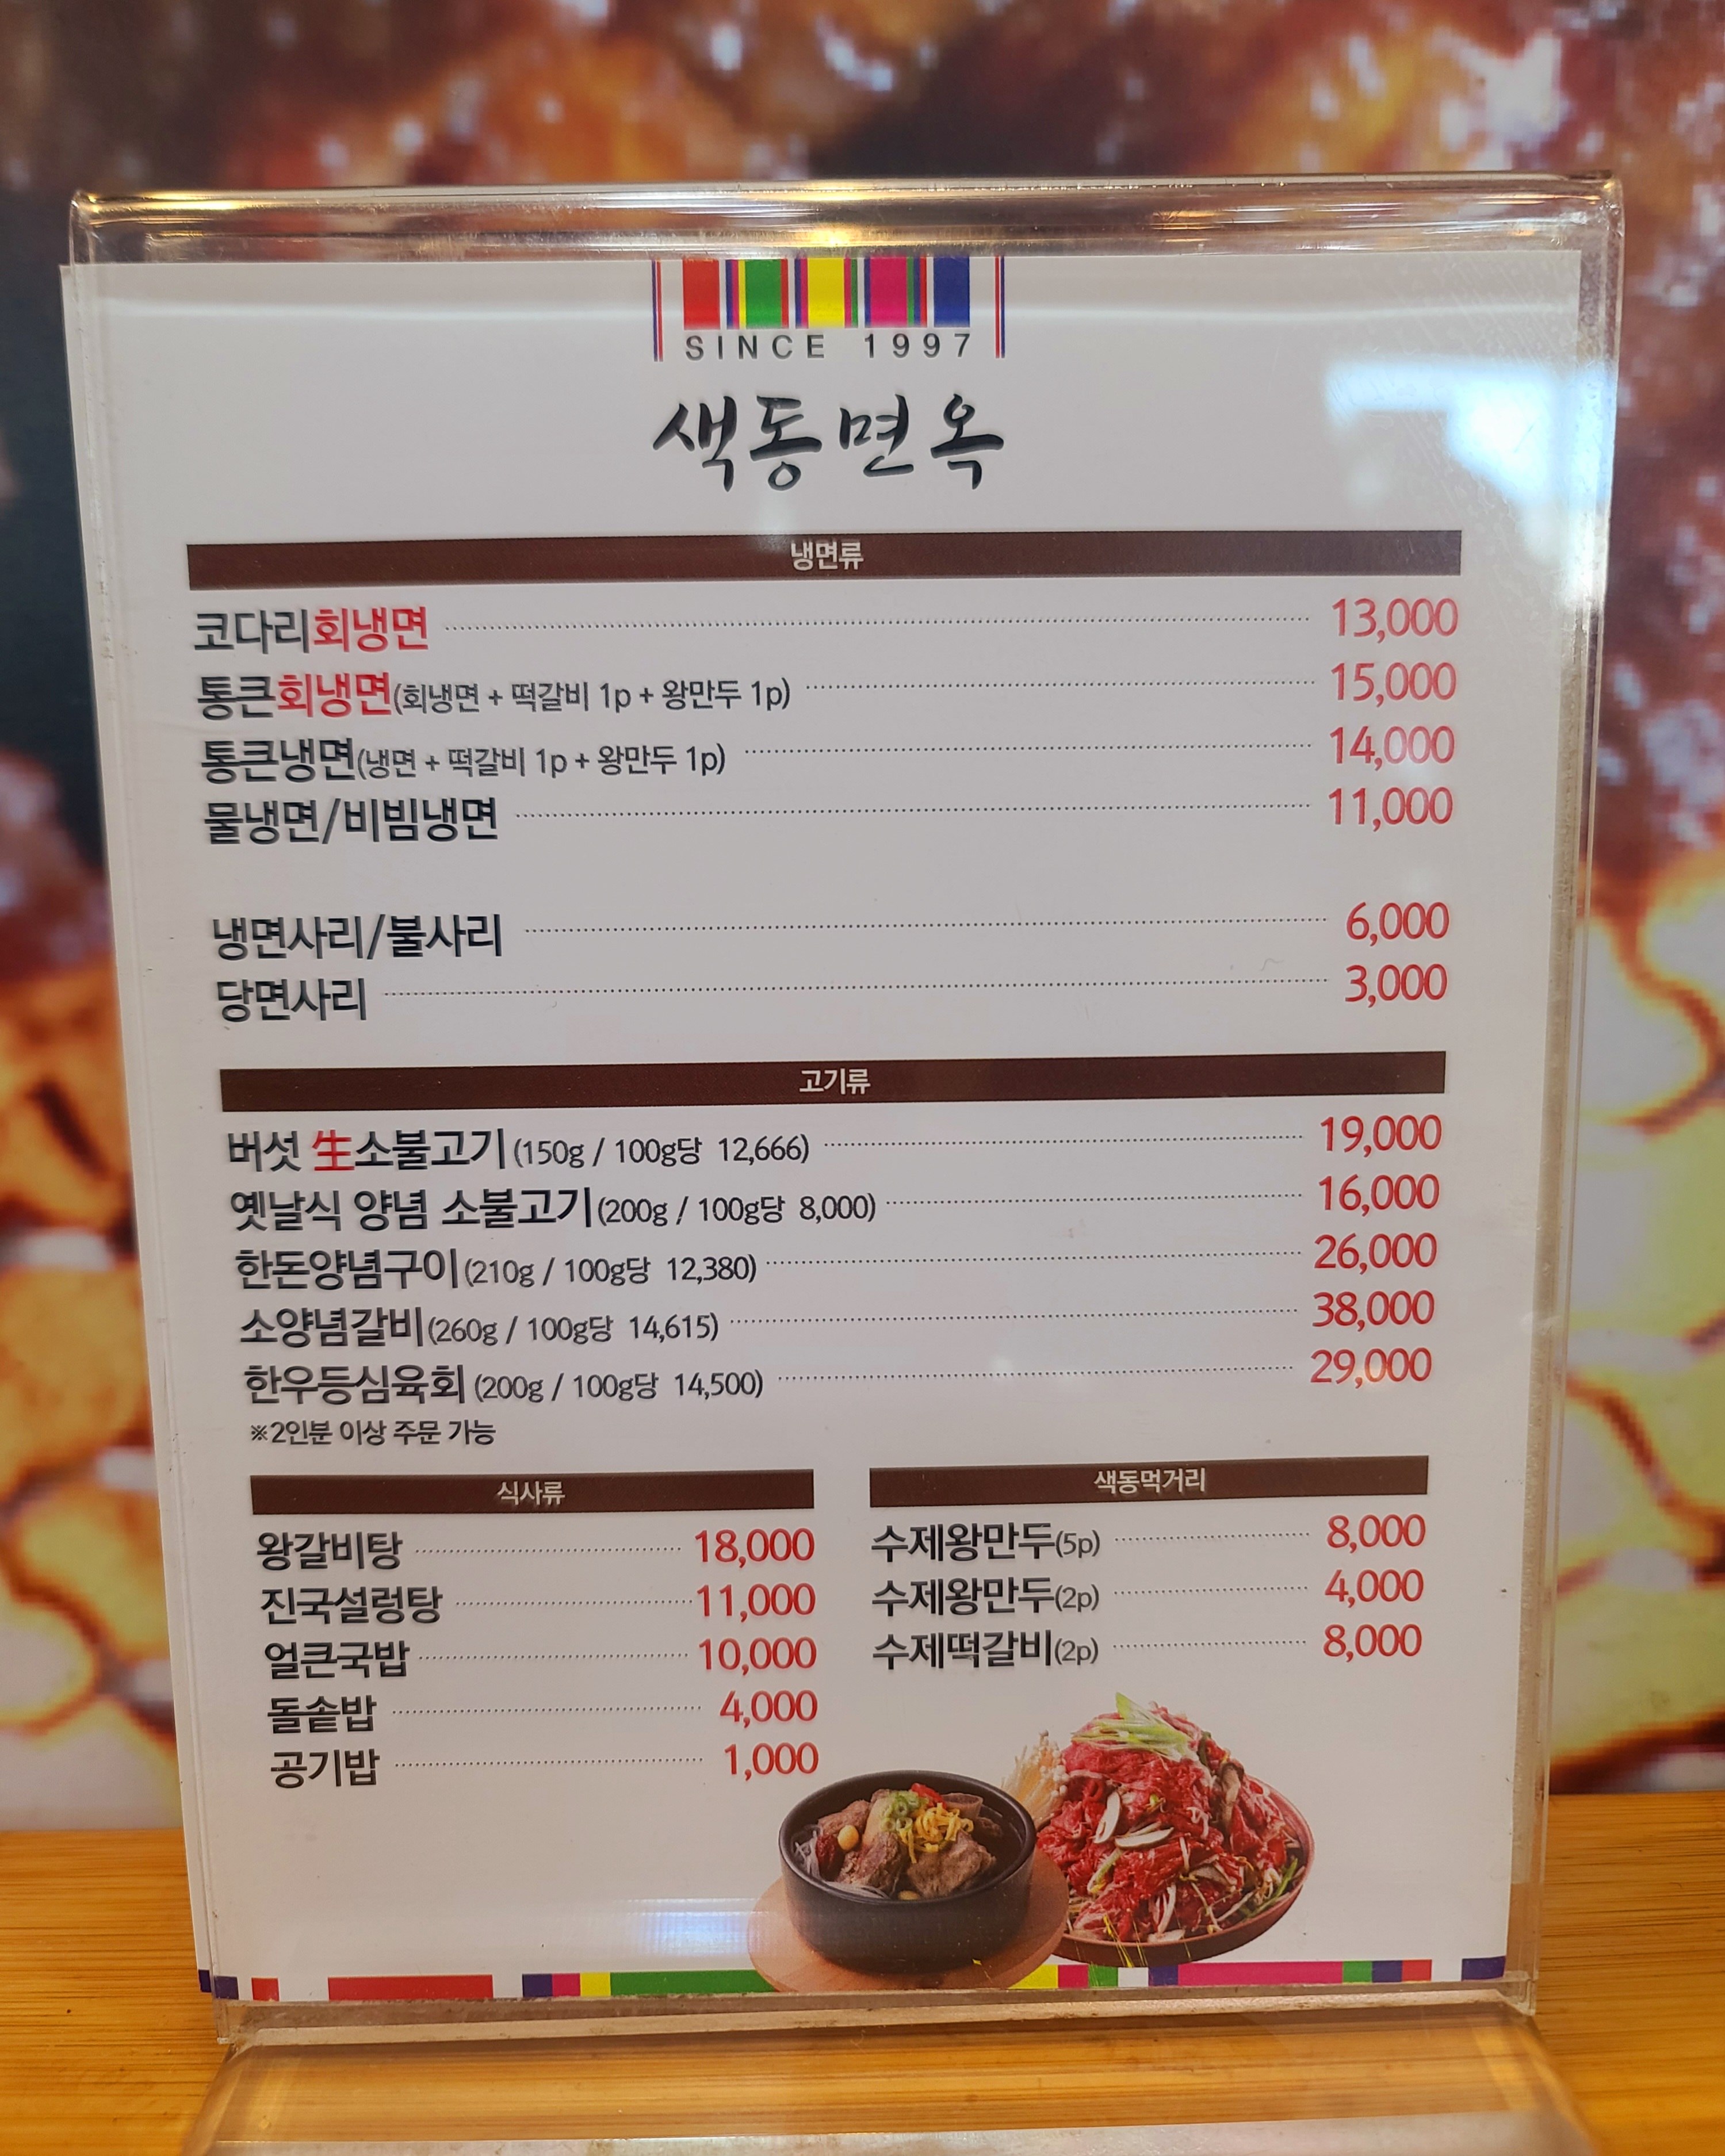 SINCE 1997
색동면옥
냉면류
코다리회냉면 13,000
통큰회냉면(회냉면 + 떡갈비 1p + 왕만두 1p) 15,000
통큰냉면(냉면 + 떡갈비 1p + 왕만두 1p) 14,000
물냉면/비빔냉면 11,000
냉면사리/불사리 6,000
당면사리 3,000
고기류
버섯 生소불고기 (150g / 100g당 12,666) 19,000
옛날식 양념 소불고기 (200g / 100g당 8,000) 16,000
한돈양념구이 (210g / 100g당 12,380) 26,000
소양념갈비 (260g / 100g당 14,615) 38,000
한우등심육회 (200g / 100g당 14,500) 29,000
※2인분 이상 주문 가능
식사류
왕갈비탕 18,000
진국설렁탕 11,000
얼큰국밥 10,000
돌솥밥 4,000
공기밥 1,000
색동먹거리
수제왕만두(5p) 8,000
수제왕만두(2p) 4,000
수제떡갈비(2p) 8,000